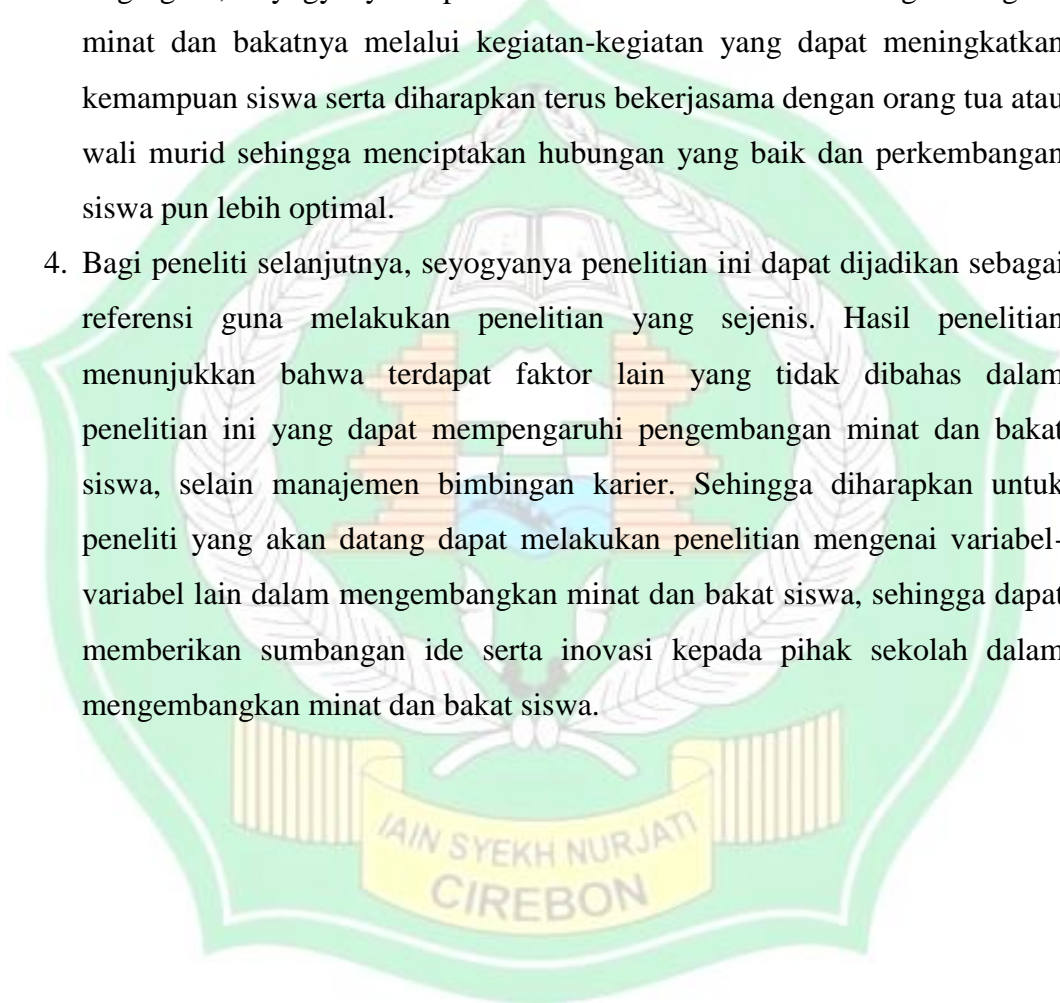 minat dan bakatnya melalui kegiatan-kegiatan yang dapat meningkatkan
kemampuan siswa serta diharapkan terus bekerjasama dengan orang tua atau
wali murid sehingga menciptakan hubungan yang baik dan perkembangan
siswa pun lebih optimal.
4. Bagi peneliti selanjutnya, seyogyanya penelitian ini dapat dijadikan sebagai
referensi guna melakukan penelitian yang sejenis. Hasil penelitian
menunjukkan bahwa terdapat faktor lain yang tidak dibahas dalam
penelitian ini yang dapat mempengaruhi pengembangan minat dan bakat
siswa, selain manajemen bimbingan karier. Sehingga diharapkan untuk
peneliti yang akan datang dapat melakukan penelitian mengenai variabel-
variabel lain dalam mengembangkan minat dan bakat siswa, sehingga dapat
memberikan sumbangan ide serta inovasi kepada pihak sekolah dalam
mengembangkan minat dan bakat siswa.
IAIN SYEKH NURJATI
CIREBON